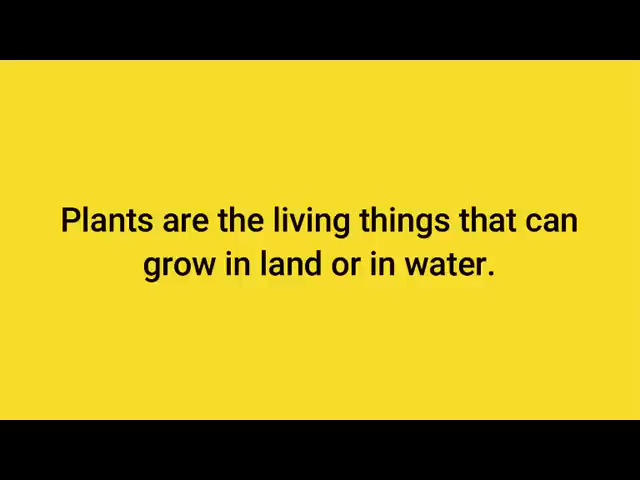 Plants are the living things that can
grow in land or in water.